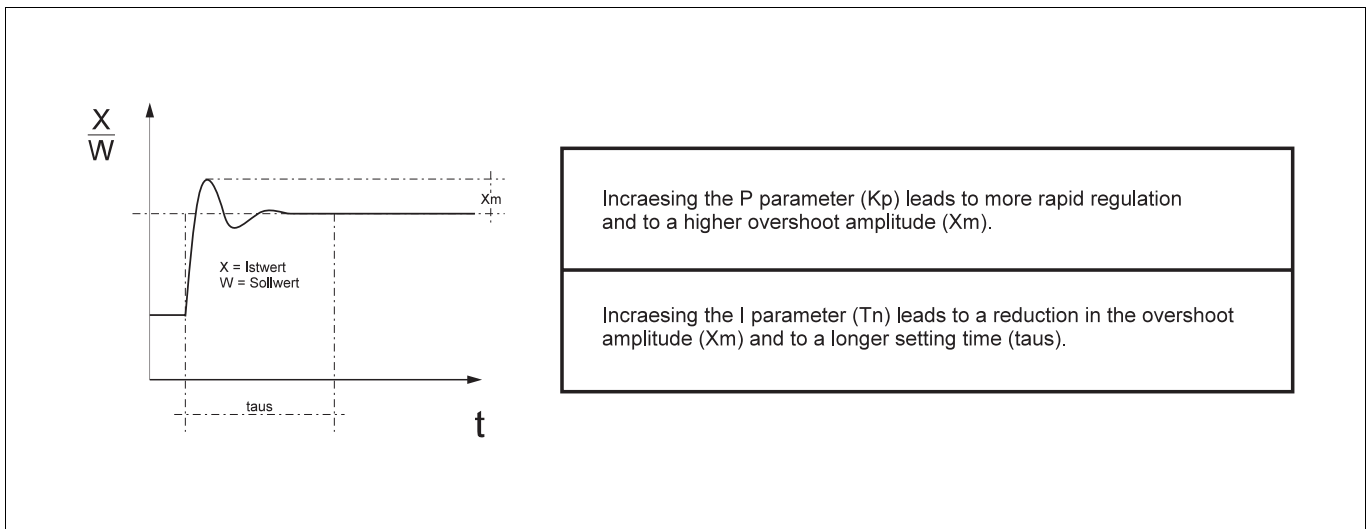 X
W
Xm
X = Istwert
W = Sollwert
taus
t
Incraesing the P parameter (Kp) leads to more rapid regulation
and to a higher overshoot amplitude (Xm).
Incraesing the I parameter (Tn) leads to a reduction in the overshoot
amplitude (Xm) and to a longer setting time (taus).